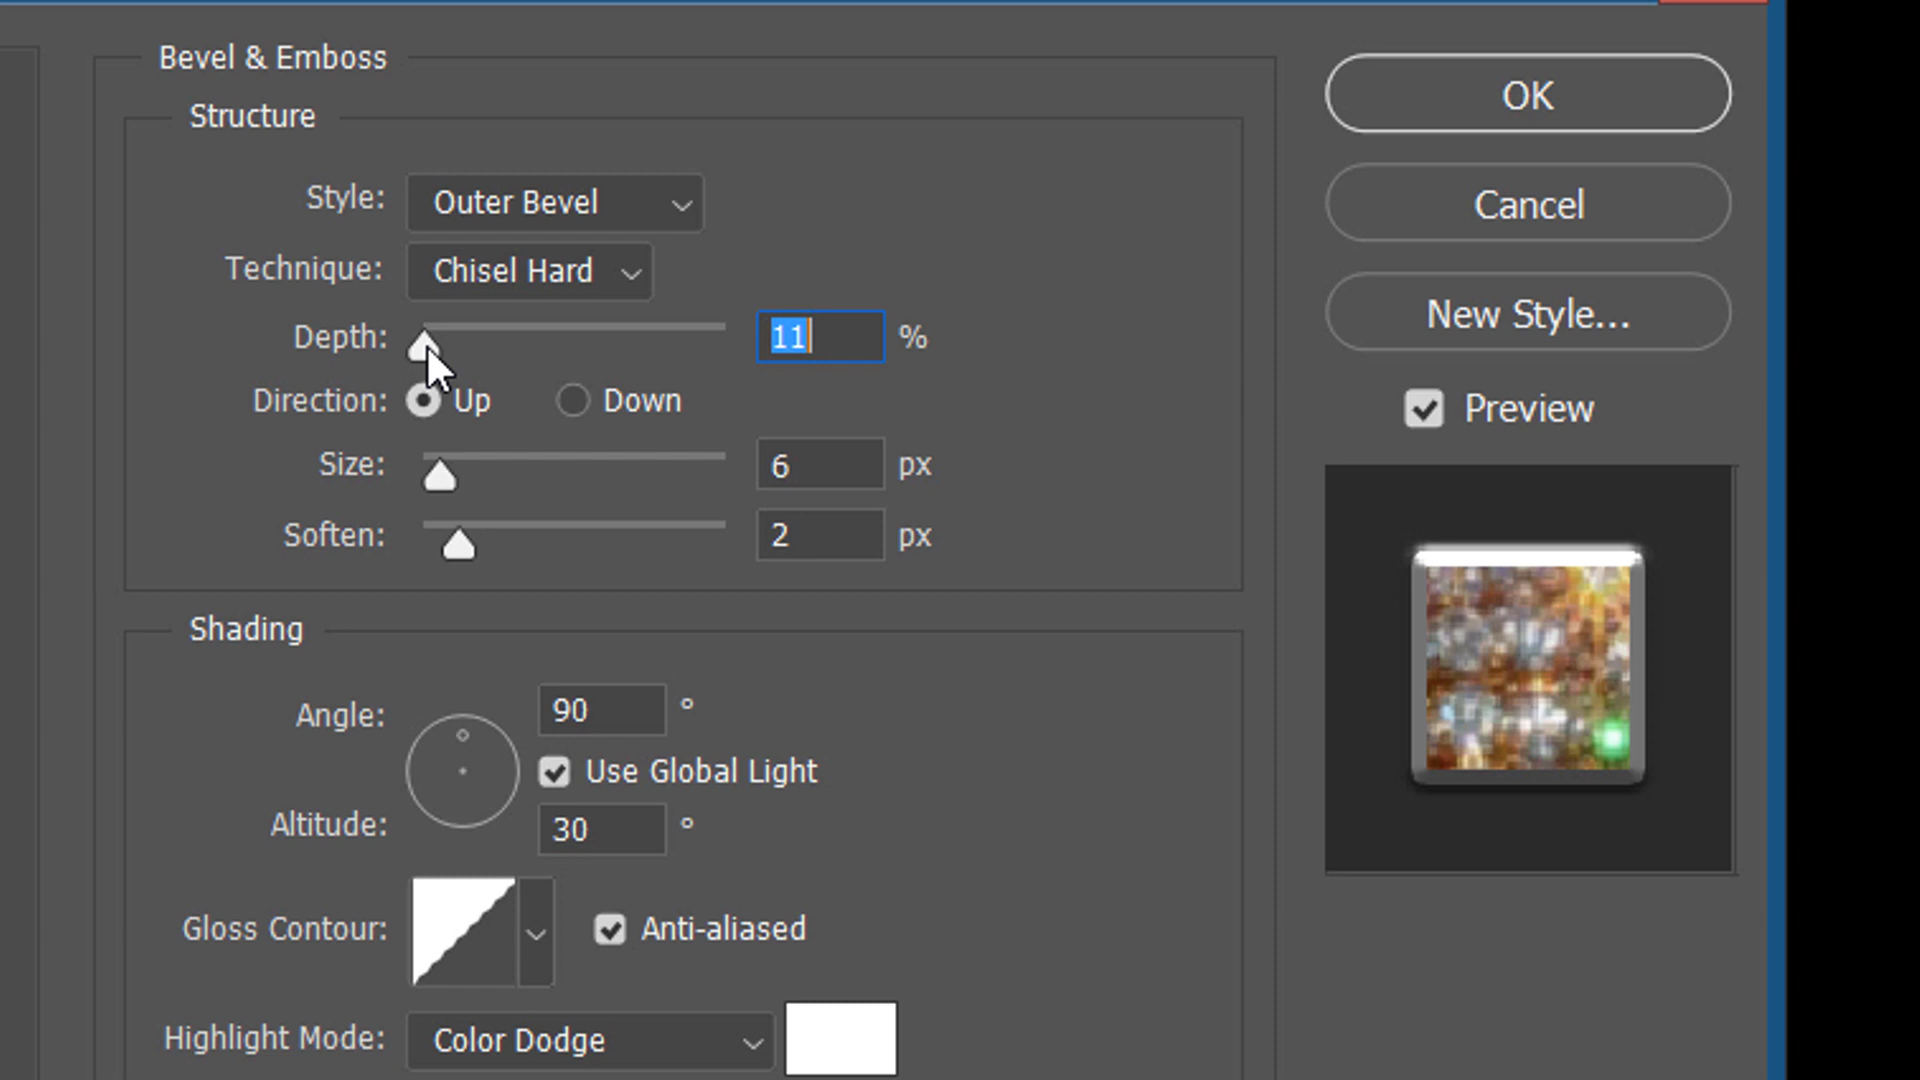 Bevel & Emboss
Structure
Style: Outer Bevel
Technique: Chisel Hard
Depth: 11 %
Direction: Up Down
Size: 6 px
Soften: 2 px
Shading
Angle: 90 °
Use Global Light
Altitude: 30 °
Gloss Contour: Anti-aliased
Highlight Mode: Color Dodge
OK
Cancel
New Style...
Preview